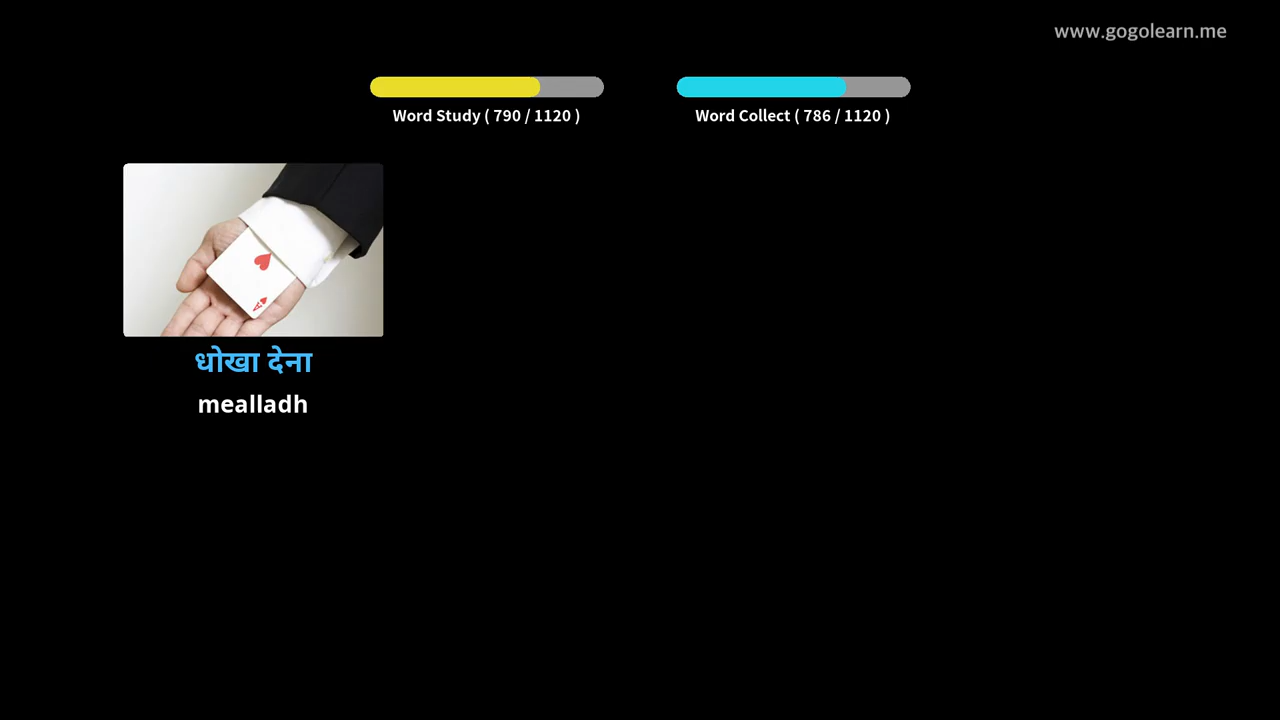 www.gogolearn.me
Word Study ( 790 / 1120 )
Word Collect ( 786 / 1120 )
A
धोखा देना
mealladh